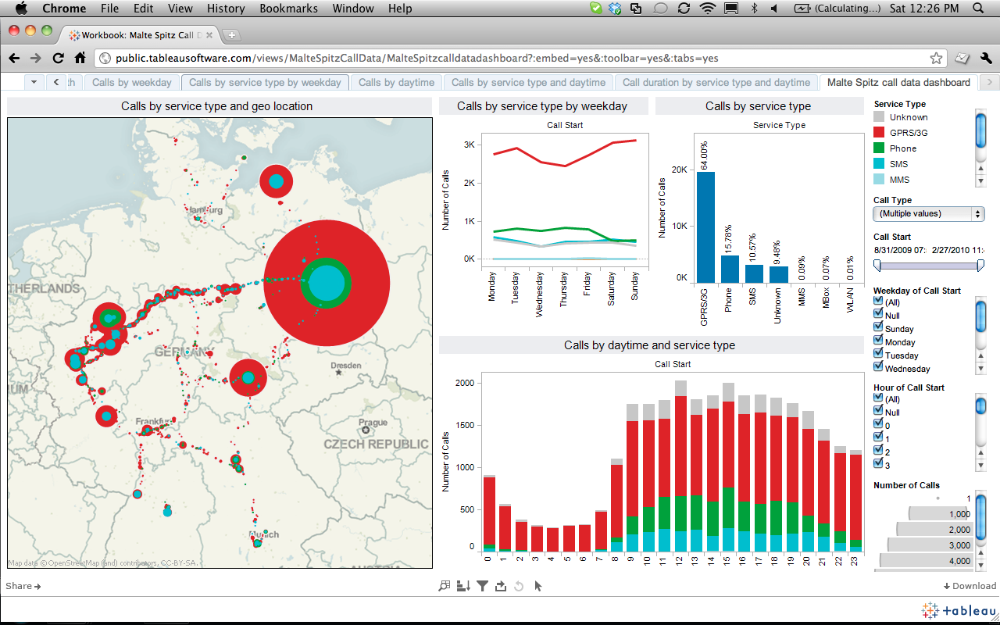 Chrome File Edit View History Bookmarks Window Help (Calculating...) Sat 12:26 PM
Workbook: Malte Spitz Call D
public.tableausoftware.com/views/MalteSpitzCallData/MalteSpitzcalldatadashboard?:embed=yes&:toolbar=yes&:tabs=yes
Calls by weekday Calls by service type by weekday Calls by daytime Calls by service type and daytime Call duration by service type and daytime Malte Spitz call data dashboard
Calls by service type and geo location
Hamburg
THERLANDS
GERMANY
Dresden
Frankfu
Prague
CZECH REPUBLIC
Munich
AUSTRIA
Map data © OpenStreetMap (and) contributors, CC-BY-SA.
Calls by service type by weekday
Call Start
Number of Calls
3K
2K
1K
0K
Monday Tuesday Wednesday Thursday Friday Saturday Sunday
Calls by service type
Service Type
Number of Calls
20K
10K
0K
64.00% 15.78% 10.57% 9.48% 0.09% 0.07% 0.01%
GPRS/3G Phone SMS Unknown MMS MBox WLAN
Calls by daytime and service type
Call Start
Number of Calls
2000
1500
1000
500
0
0 1 2 3 4 5 6 7 8 9 10 11 12 13 14 15 16 17 18 19 20 21 22 23
Service Type
Unknown
GPRS/3G
Phone
SMS
MMS
Call Type
(Multiple values)
Call Start
8/31/2009 07: 2/27/2010 11:
Weekday of Call Start
(All)
Null
Sunday
Monday
Tuesday
Wednesday
Hour of Call Start
(All)
Null
0
1
2
3
Number of Calls
1
1,000
2,000
3,000
4,000
Share
Download
tableau